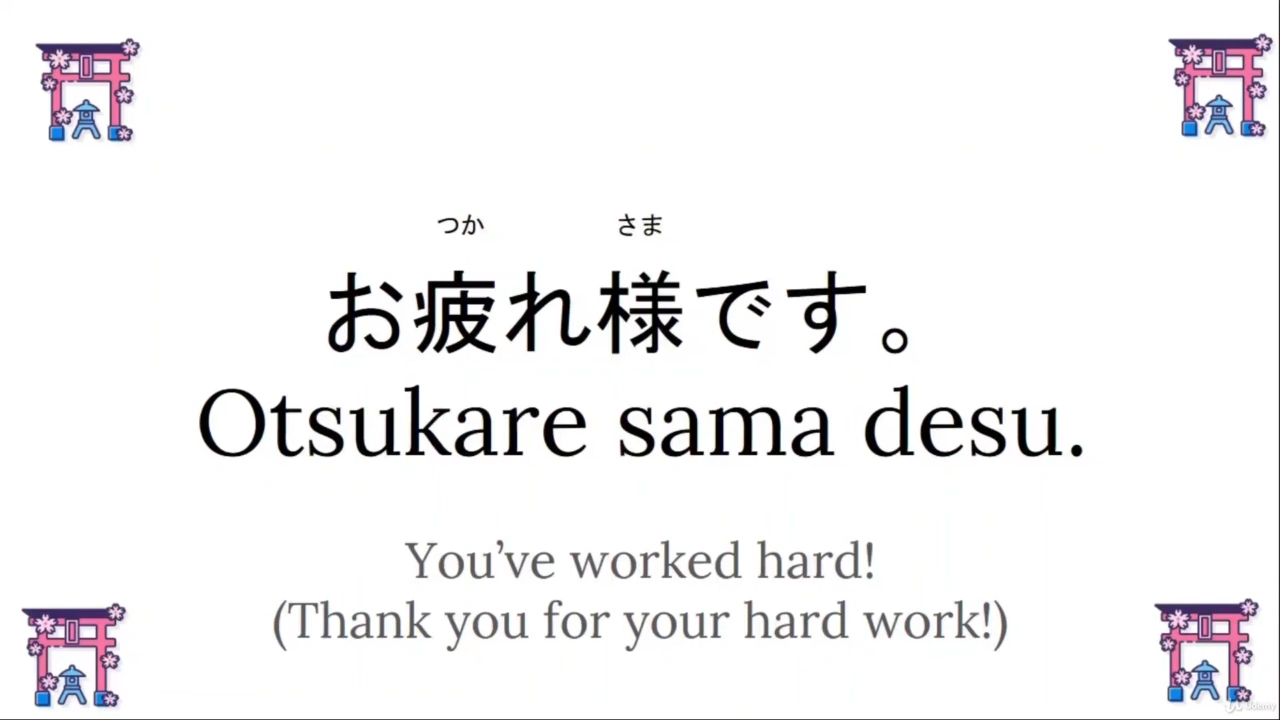 つか さま
お疲れ様です。
Otsukare sama desu.
You’ve worked hard!
(Thank you for your hard work!)
Udemy